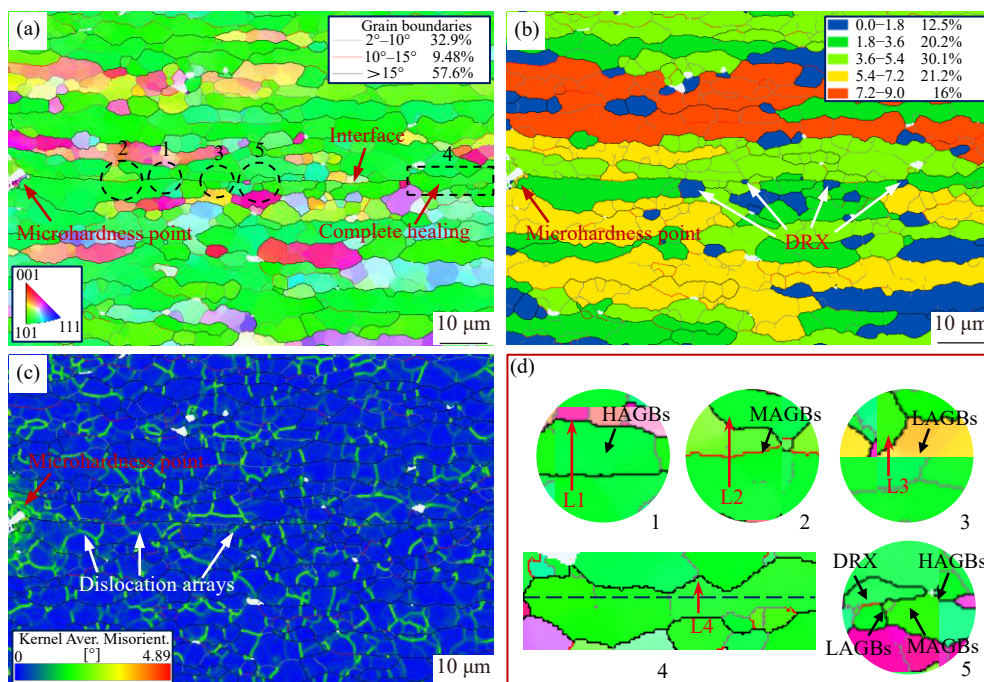 (a)
Grain boundaries
2°−10° 32.9%
10°−15° 9.48%
＞15° 57.6%
2
1
3
5
Interface
4
Microhardness point
Complete healing
001
101
111
10 μm
(b)
0.0−1.8 12.5%
1.8−3.6 20.2%
3.6−5.4 30.1%
5.4−7.2 21.2%
7.2−9.0 16%
Microhardness point
DRX
10 μm
(c)
Microhardness point
Dislocation arrays
Kernel Aver. Misorient.
0 [°] 4.89
10 μm
(d)
HAGBs
L1
1
MAGBs
L2
2
LAGBs
L3
3
L4
4
DRX
HAGBs
LAGBs
MAGBs
5